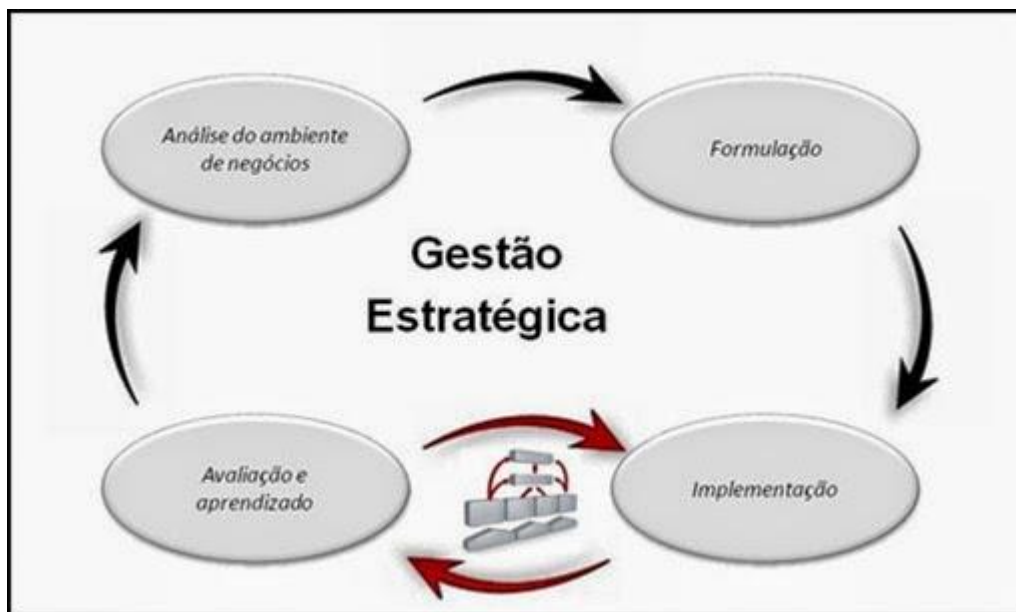 Análise do ambiente
de negócios
Formulação
Gestão
Estratégica
Avaliação e
aprendizado
Implementação